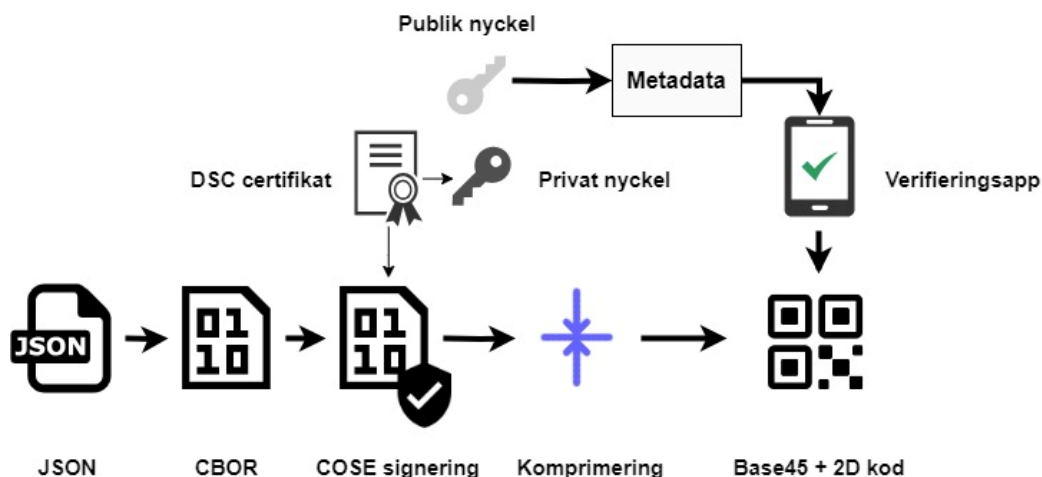 Publik nyckel
Metadata
DSC certifikat
Privat nyckel
Verifieringsapp
JSON
01
10
01
10
JSON
CBOR
COSE signering
Komprimering
Base45 + 2D kod